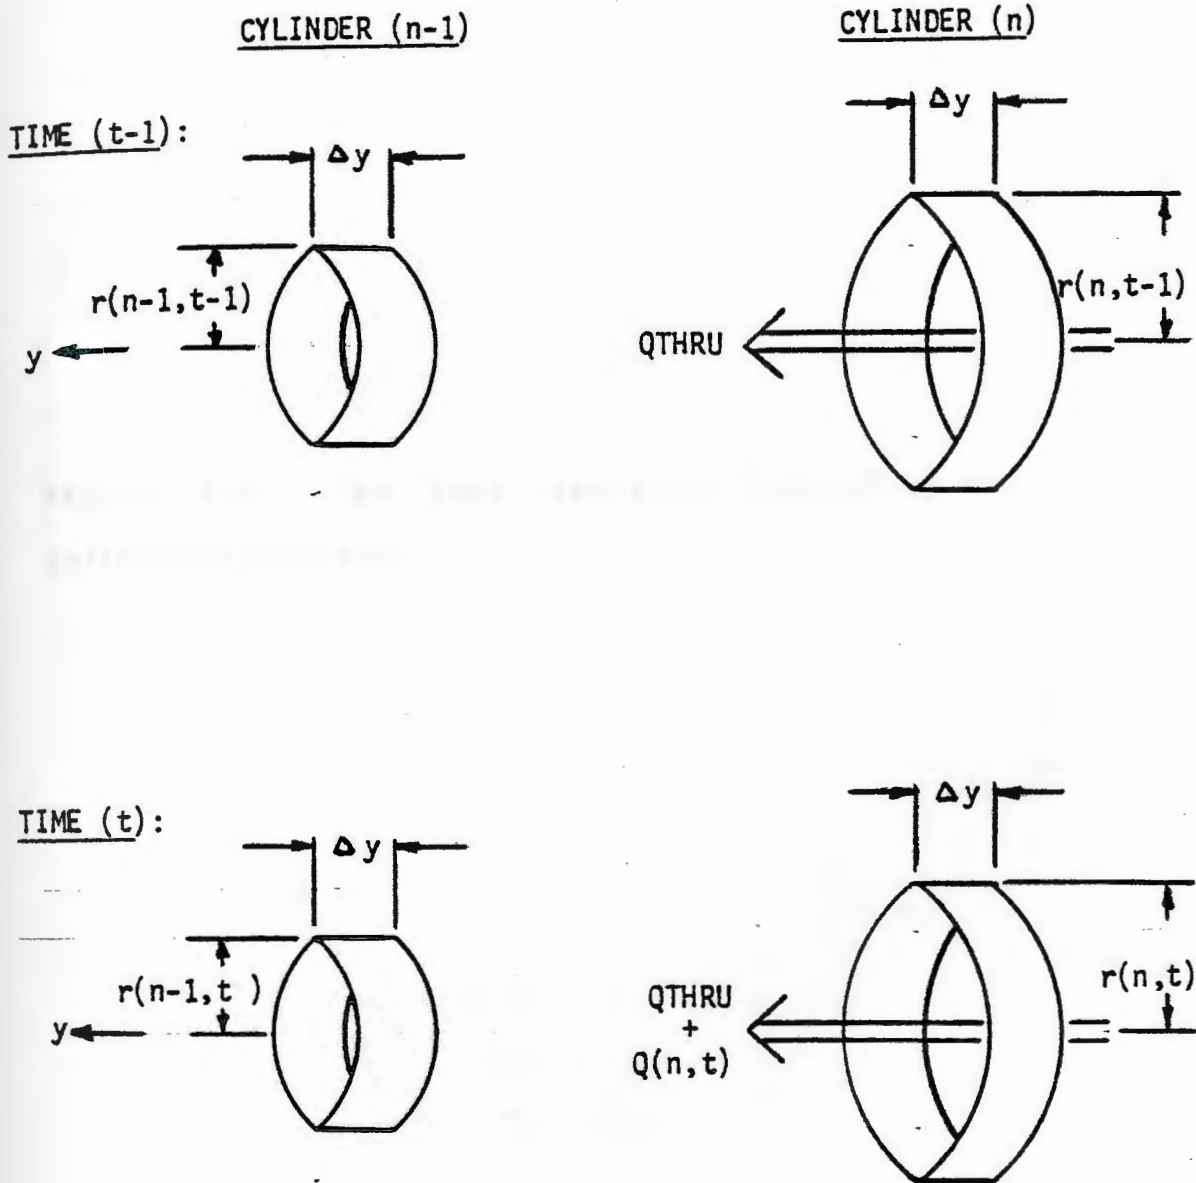 CYLINDER (n-1)
CYLINDER (n)
TIME (t-1):
Δy
Δy
r(n-1,t-1)
r(n,t-1)
y
QTHRU
TIME (t):
Δy
Δy
r(n-1,t )
r(n,t)
y
QTHRU
+
Q(n,t)